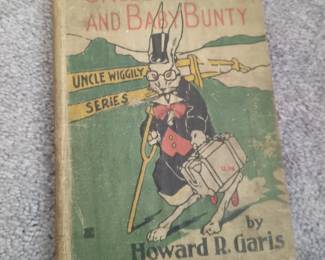 AND BABY BUNTY
UNCLE WIGGILY
SERIES
by
Howard R. Garis